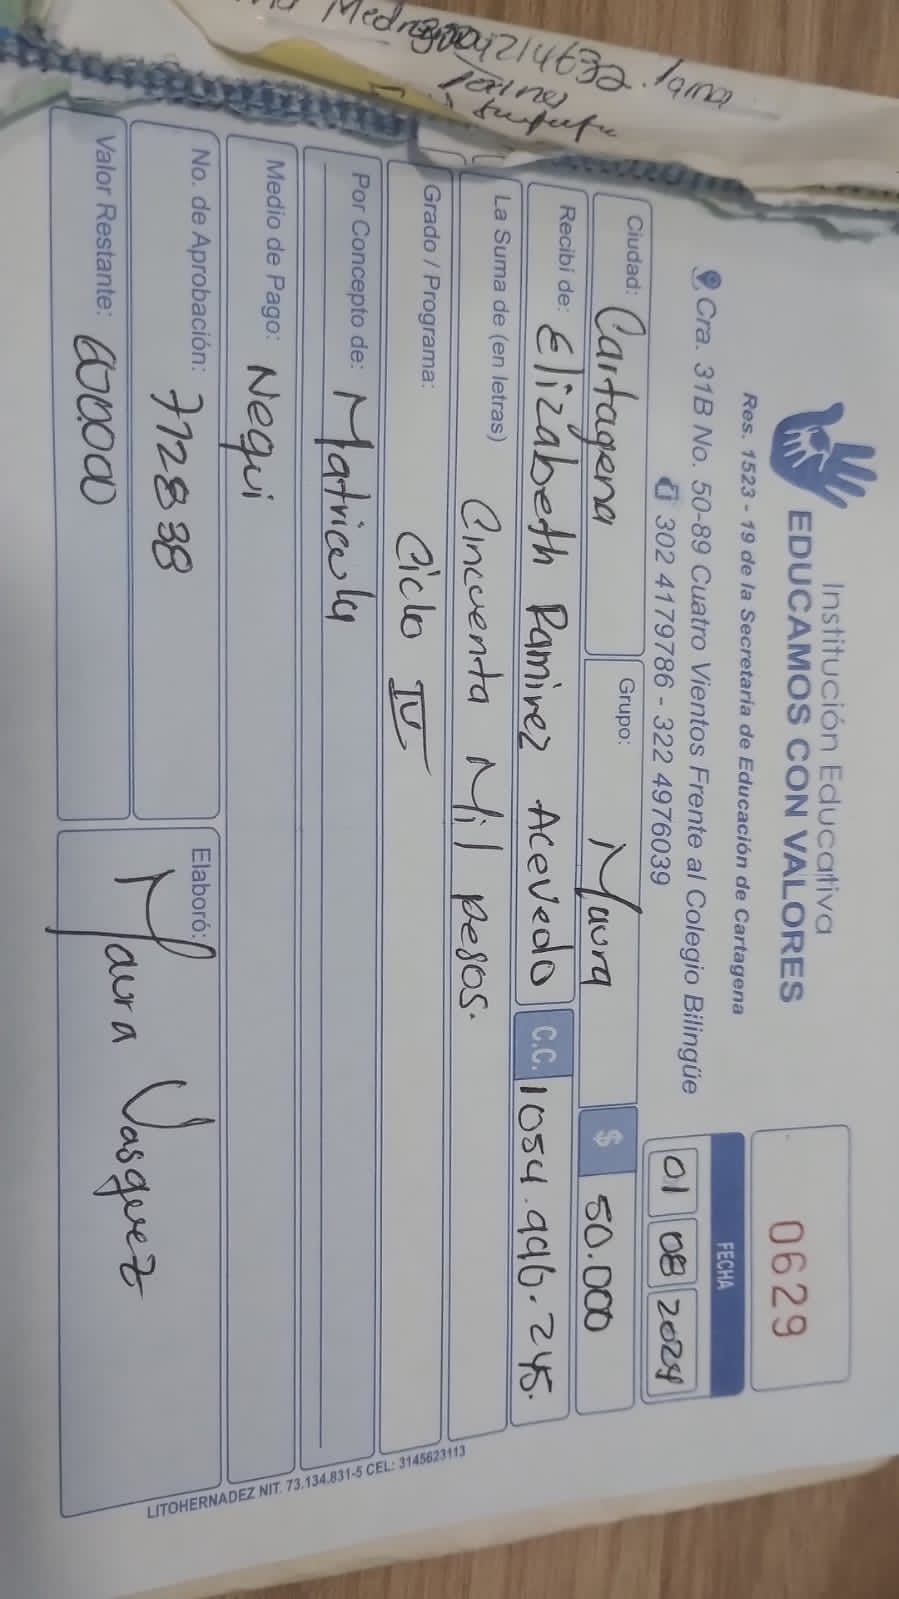 Institución Educativa
EDUCAMOS CON VALORES
Res. 1523 - 19 de la Secretaría de Educación de Cartagena
Cra. 31B No. 50-89 Cuatro Vientos Frente al Colegio Bilingüe
302 4179786 - 322 4976039
0629
FECHA
01 08 2024
Ciudad: Cartagena Grupo: Maura $ 50.000
Recibi de: Elizabeth Ramirez Acevedo C.C. 1054.996.245.
La Suma de (en letras) Cincuenta Mil pesos.
Grado / Programa: Ciclo IV
Por Concepto de: Matricula
Medio de Pago: Nequi
No. de Aprobación: 772838
Valor Restante: Elaboró: Maura Vasquez
LITOHERNADEZ NIT. 73.134.831-5 CEL: 3145623113